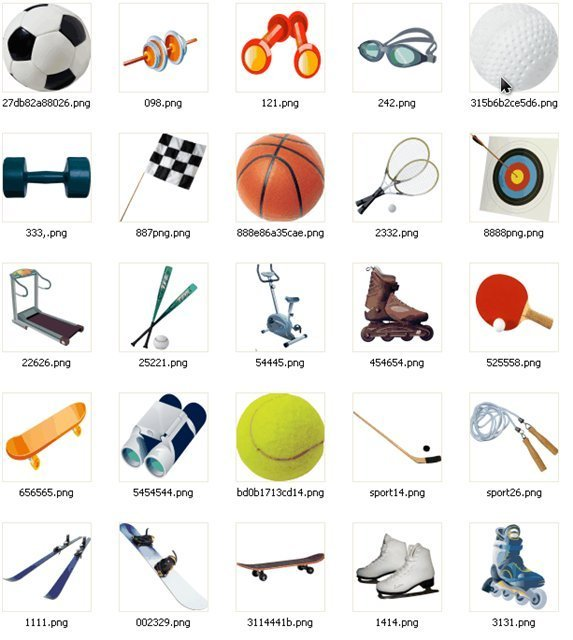 27db82a88026.png
098.png
121.png
242.png
315b6b2ce5d6.png
333,.png
887png.png
888e86a35cae.png
2332.png
8888png.png
22626.png
25221.png
54445.png
454654.png
525558.png
656565.png
5454544.png
bd0b1713cd14.png
sport14.png
sport26.png
1111.png
002329.png
3114441b.png
1414.png
3131.png